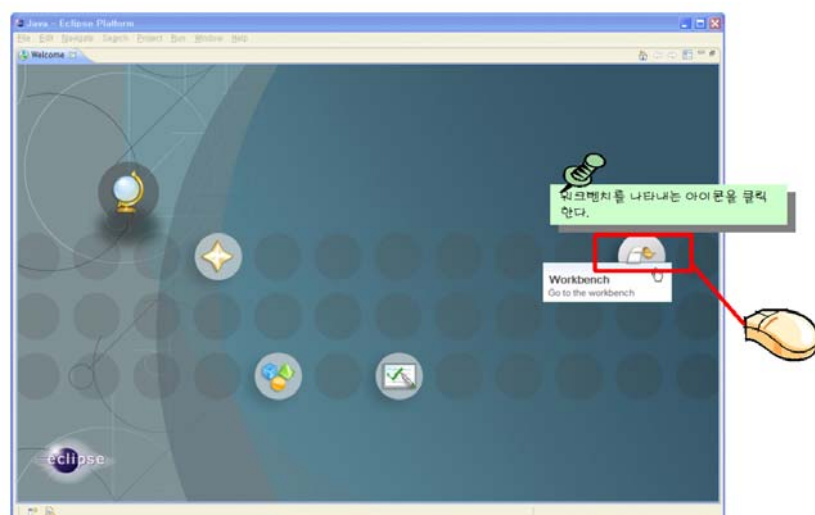 Java - Eclipse Platform
File Edit Navigate Search Project Run Window Help
Welcome
워크벤치를 나타내는 아이콘을 클릭
한다.
Workbench
Go to the workbench
eclipse